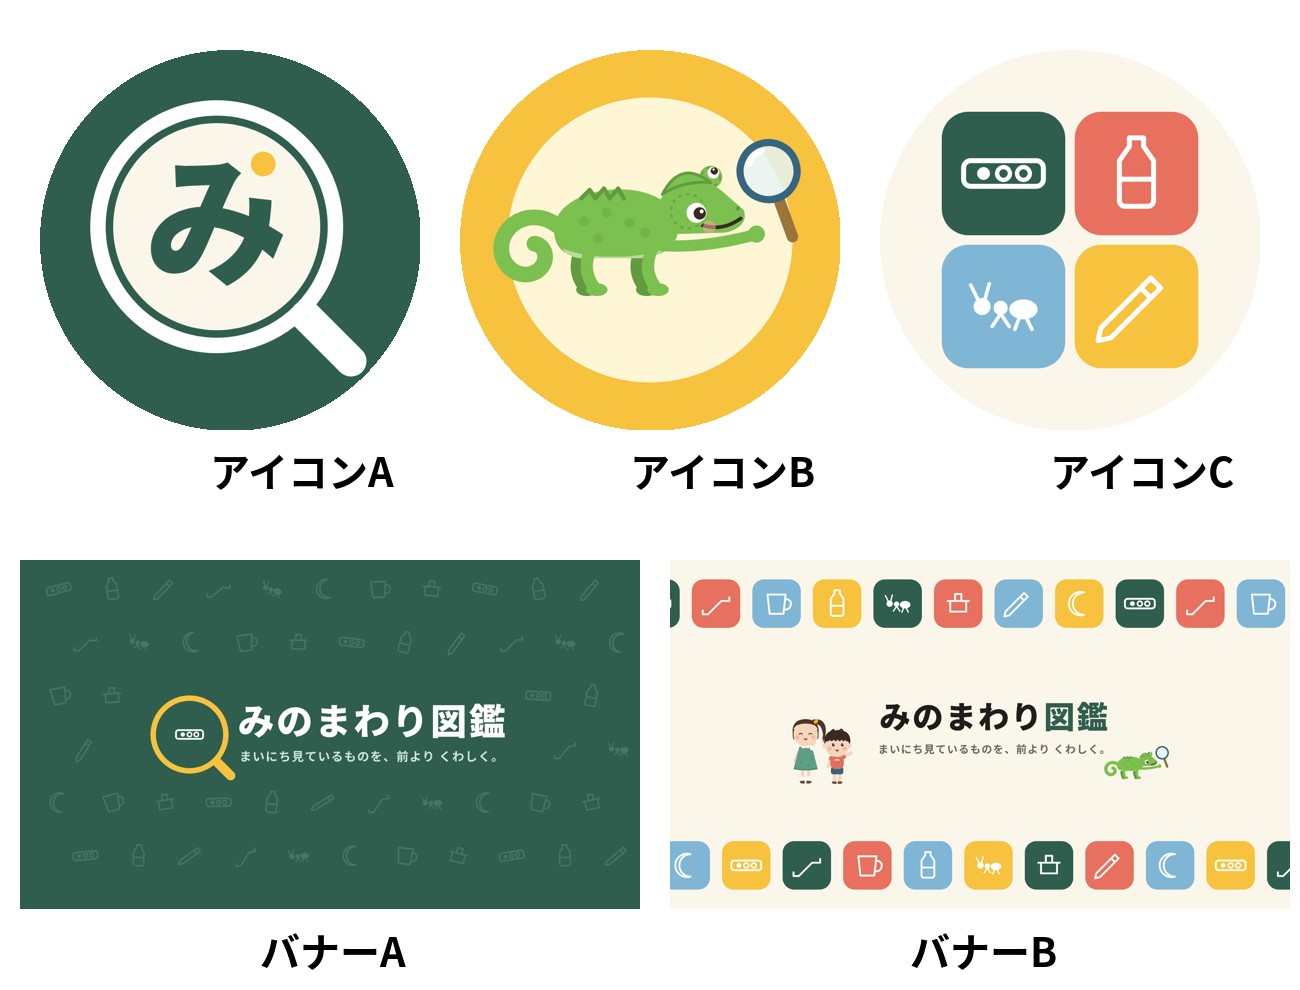 み
アイコンA
アイコンB
アイコンC
みのまわり図鑑
まいにち見ているものを、前より くわしく。
みのまわり図鑑
まいにち見ているものを、前より くわしく。
バナーA
バナーB